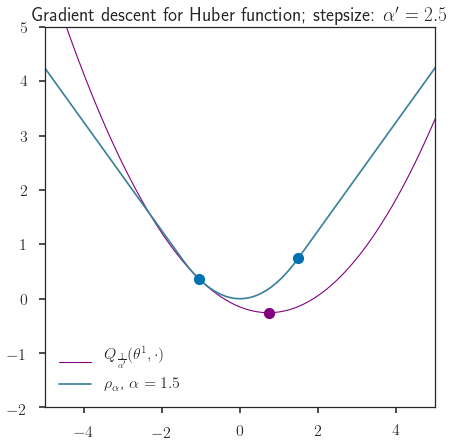 Gradient descent for Huber function; stepsize: α′ = 2.5
5
4
3
2
1
0
−1
−2
−4 −2 0 2 4
Q_{\frac{1}{α′}}(θ¹, ·)
ρ_α, α = 1.5